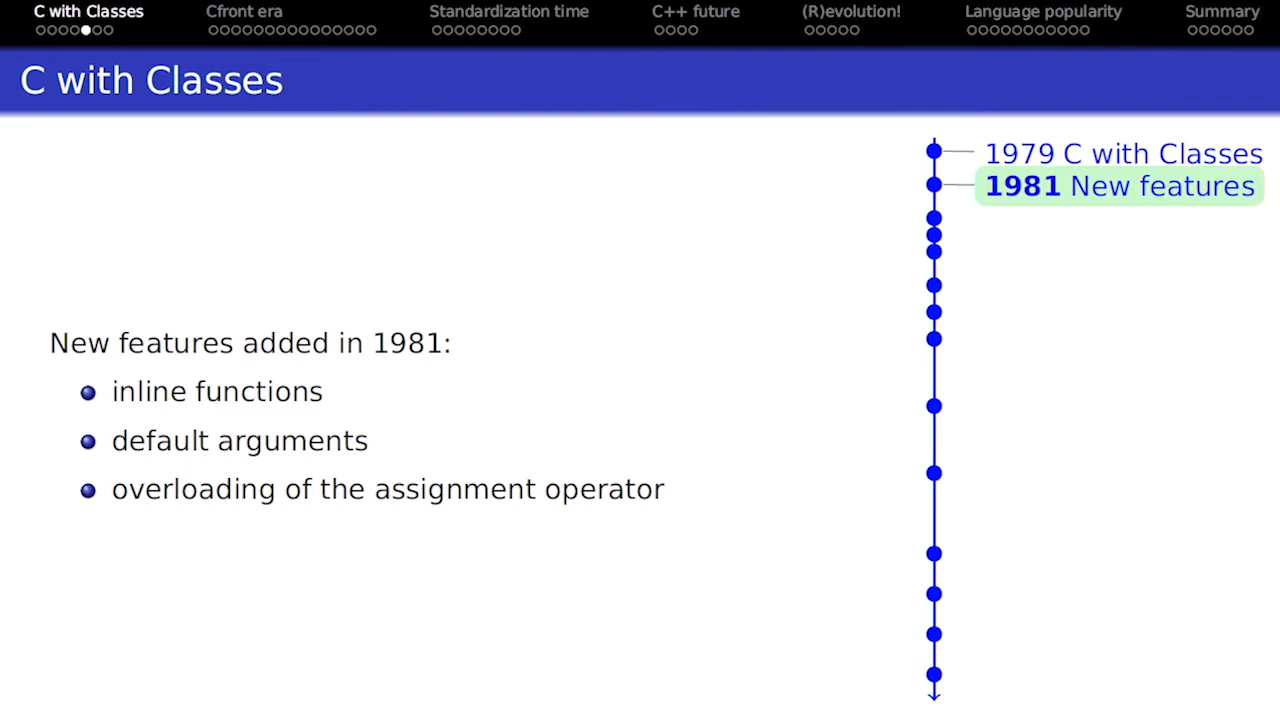 C with Classes
Cfront era
Standardization time
C++ future
(R)evolution!
Language popularity
Summary
C with Classes
1979 C with Classes
1981 New features
New features added in 1981:
inline functions
default arguments
overloading of the assignment operator